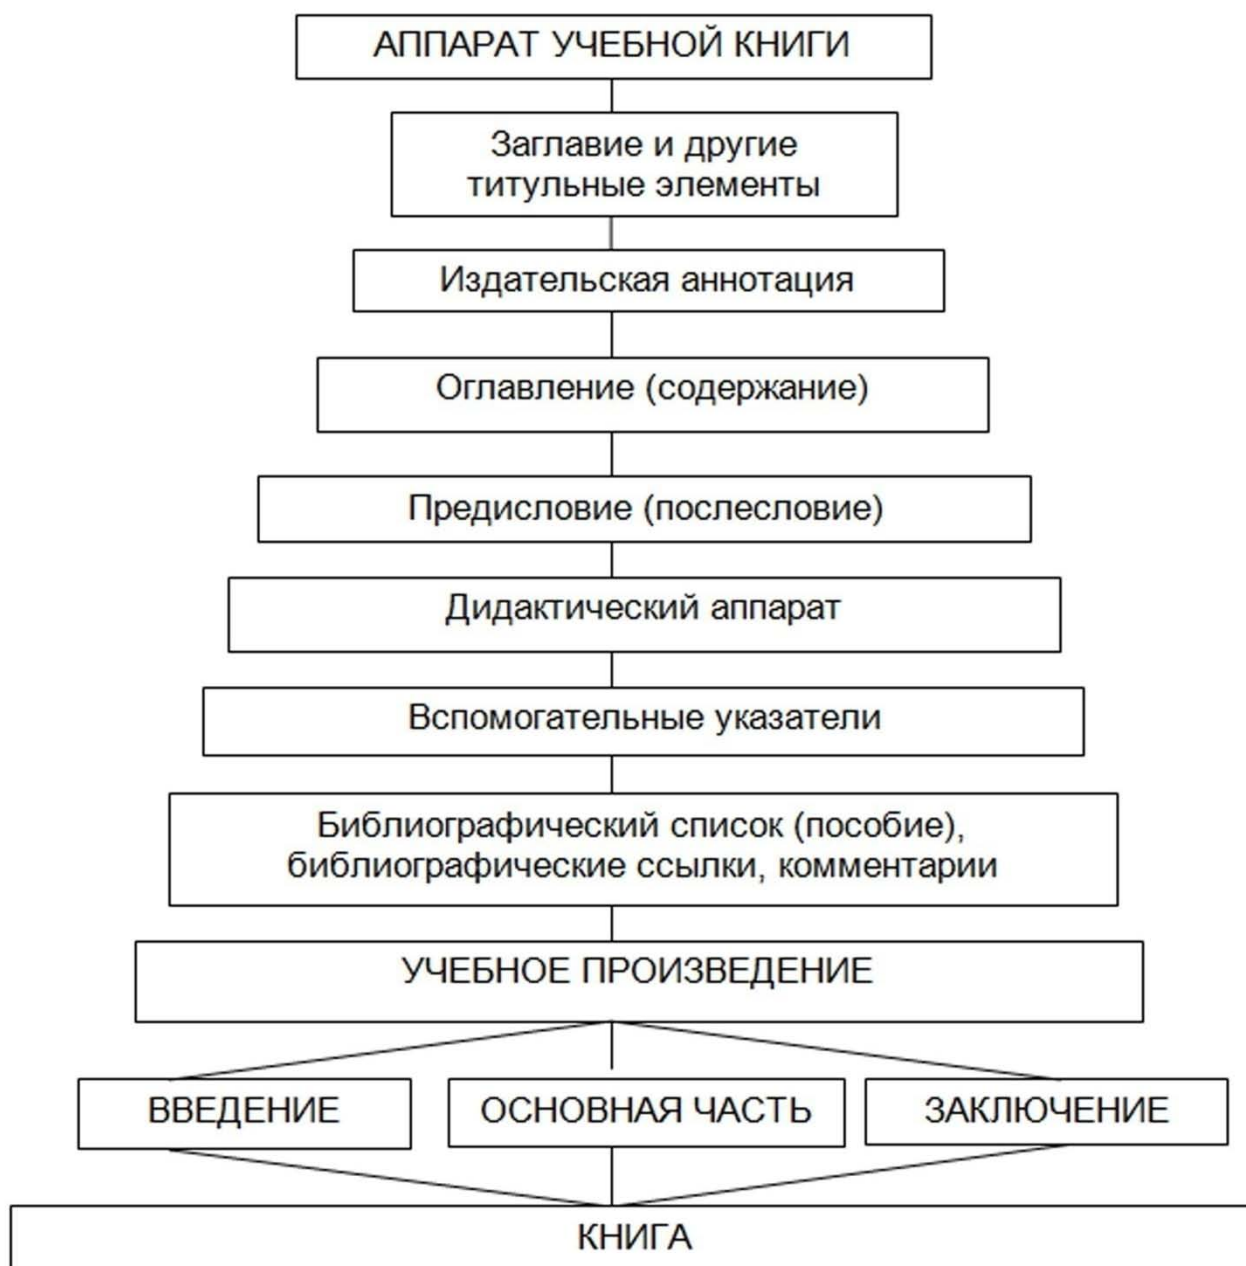 АППАРАТ УЧЕБНОЙ КНИГИ
Заглавие и другие
титульные элементы
Издательская аннотация
Оглавление (содержание)
Предисловие (послесловие)
Дидактический аппарат
Вспомогательные указатели
Библиографический список (пособие),
библиографические ссылки, комментарии
УЧЕБНОЕ ПРОИЗВЕДЕНИЕ
ВВЕДЕНИЕ
ОСНОВНАЯ ЧАСТЬ
ЗАКЛЮЧЕНИЕ
КНИГА